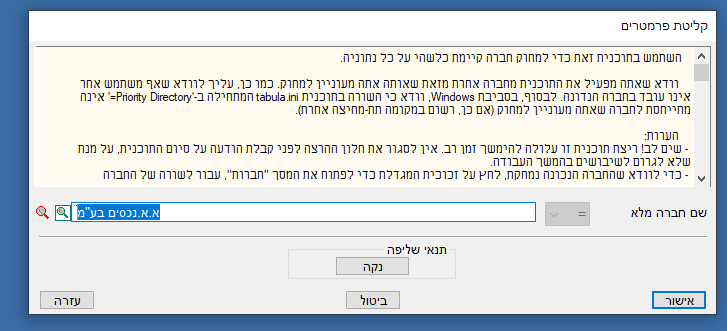 קליטת פרמטרים
השתמש בתוכנית זאת כדי למחוק חברה קיימת כלשהי על כל נתוניה.
וודא שאתה מפעיל את התוכנית מחברה אחרת מזאת שאותה אתה מעוניין למחוק. כמו כן, עליך לוודא שאף משתמש אחר
אינו עובד בחברה הנדונה. לבסוף, בסביבת Windows, וודא כי השורה בתוכנית tabula.ini המתחילה ב-'Priority Directory=' אינה
מתייחסת לחברה שאתה מעוניין למחוק (אם כן, רשום במקומה תת-מחיצה אחרת).
הערות:
- שים לב! ריצת תוכנית זו עלולה להימשך זמן רב. אין לסגור את חלון ההרצה לפני קבלת הודעה על סיום התוכנית, על מנת
שלא לגרום לשיבושים בהמשך העבודה.
- כדי לוודא שהחברה הנכונה נמחקת, לחץ על זכוכית המגדלת כדי לפתוח את המסך "חברות", עבור לשורה של החברה
שם חברה מלא = א.א.נכסים בע"מ
תנאי שליפה
נקה
אישור ביטול עזרה